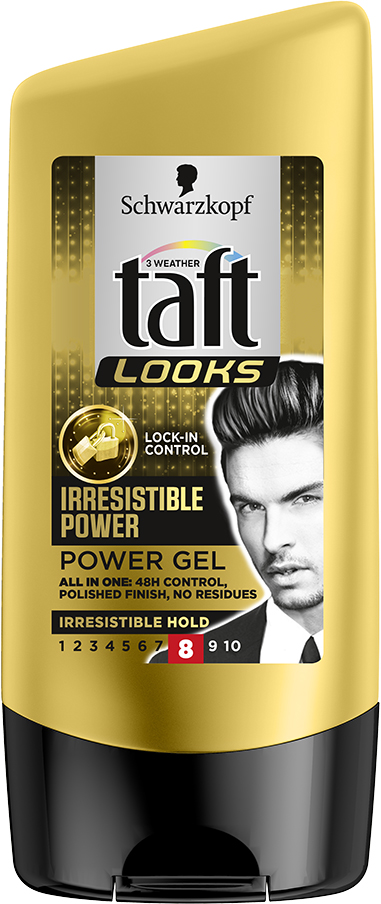 Schwarzkopf
3 WEATHER
taft
LOOKS
LOCK-IN
CONTROL
IRRESISTIBLE
POWER
POWER GEL
ALL IN ONE: 48H CONTROL,
POLISHED FINISH, NO RESIDUES
IRRESISTIBLE HOLD
1 2 3 4 5 6 7 8 9 10